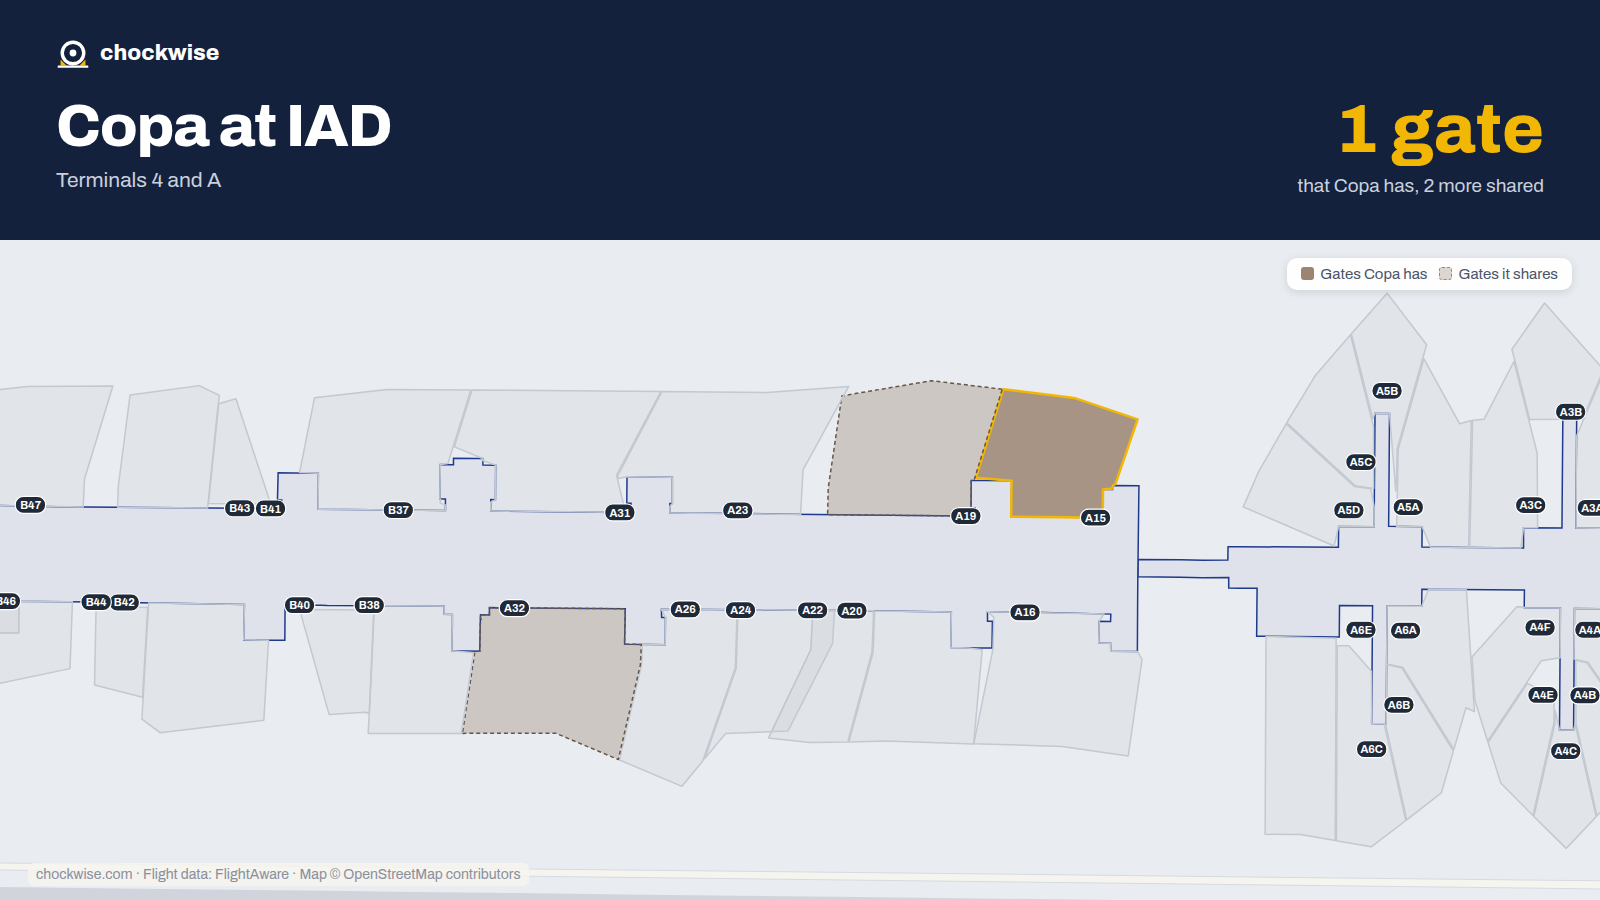 chockwise
Copa at IAD
Terminals 4 and A
1 gate
that Copa has, 2 more shared
Gates Copa has
Gates it shares
A5B
A3B
A5C
B47
B43
B41
B37
A31
A23
A19
A15
A5D
A5A
A3C
A3A
B46
B44
B42
B40
B38
A32
A26
A24
A22
A20
A16
A6E
A6A
A4F
A4A
A6B
A4E
A4B
A6C
A4C
chockwise.com · Flight data: FlightAware · Map © OpenStreetMap contributors